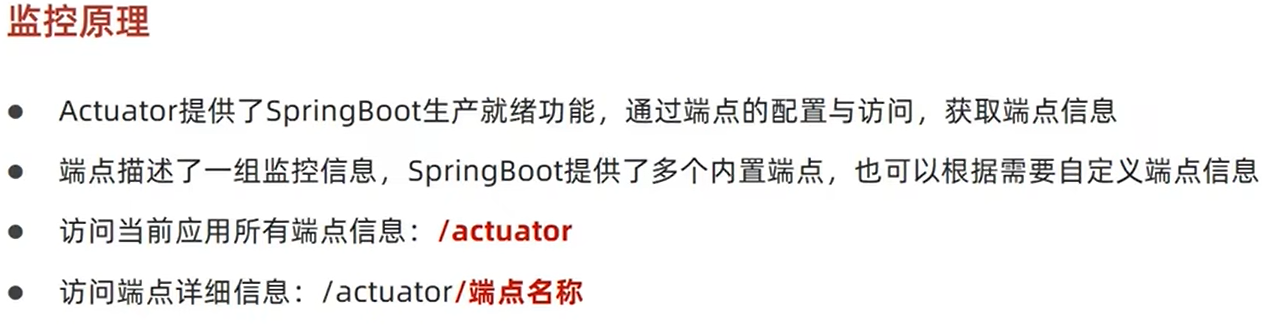 监控原理
● Actuator提供了SpringBoot生产就绪功能，通过端点的配置与访问，获取端点信息
● 端点描述了一组监控信息，SpringBoot提供了多个内置端点，也可以根据需要自定义端点信息
● 访问当前应用所有端点信息：/actuator
● 访问端点详细信息：/actuator/端点名称